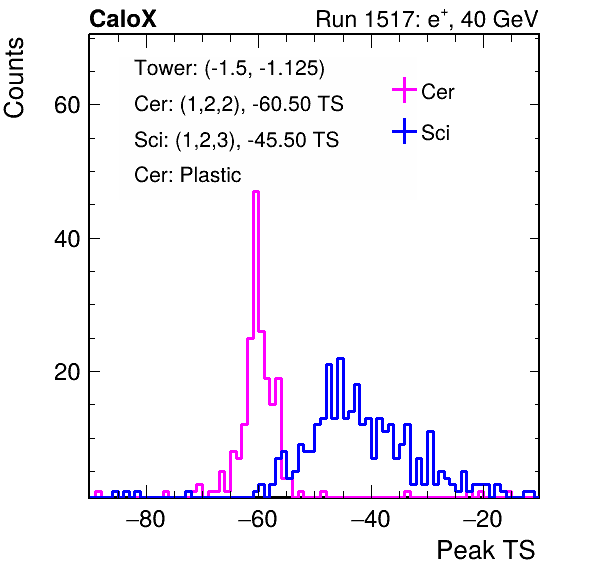 CaloX Run 1517: e⁺, 40 GeV
Counts
Tower: (-1.5, -1.125)
Cer: (1,2,2), -60.50 TS
Sci: (1,2,3), -45.50 TS
Cer: Plastic
Cer
Sci
60
40
20
−80 −60 −40 −20
Peak TS